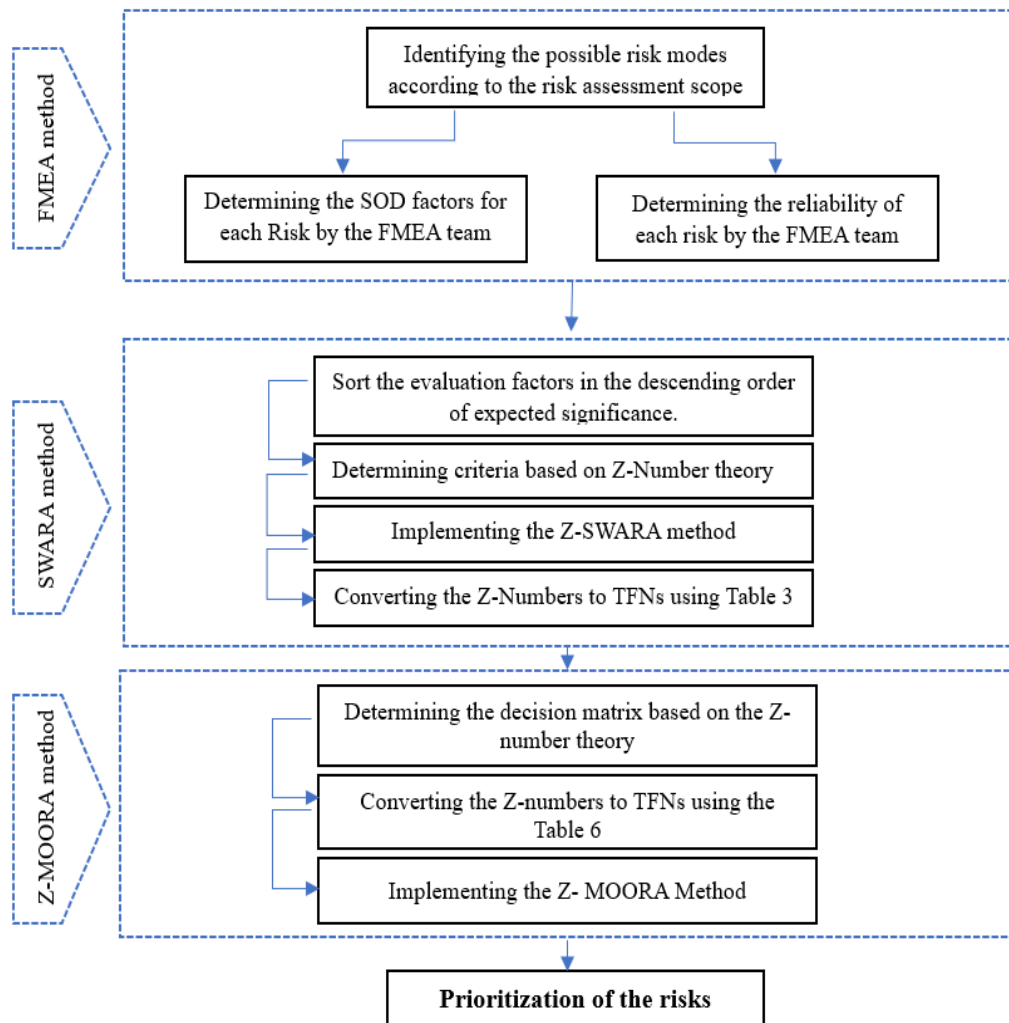 FMEA method
Identifying the possible risk modes
according to the risk assessment scope
Determining the SOD factors for
each Risk by the FMEA team
Determining the reliability of
each risk by the FMEA team
SWARA method
Sort the evaluation factors in the descending order
of expected significance.
Determining criteria based on Z-Number theory
Implementing the Z-SWARA method
Converting the Z-Numbers to TFNs using Table 3
Z-MOORA method
Determining the decision matrix based on the Z-
number theory
Converting the Z-numbers to TFNs using the
Table 6
Implementing the Z- MOORA Method
Prioritization of the risks